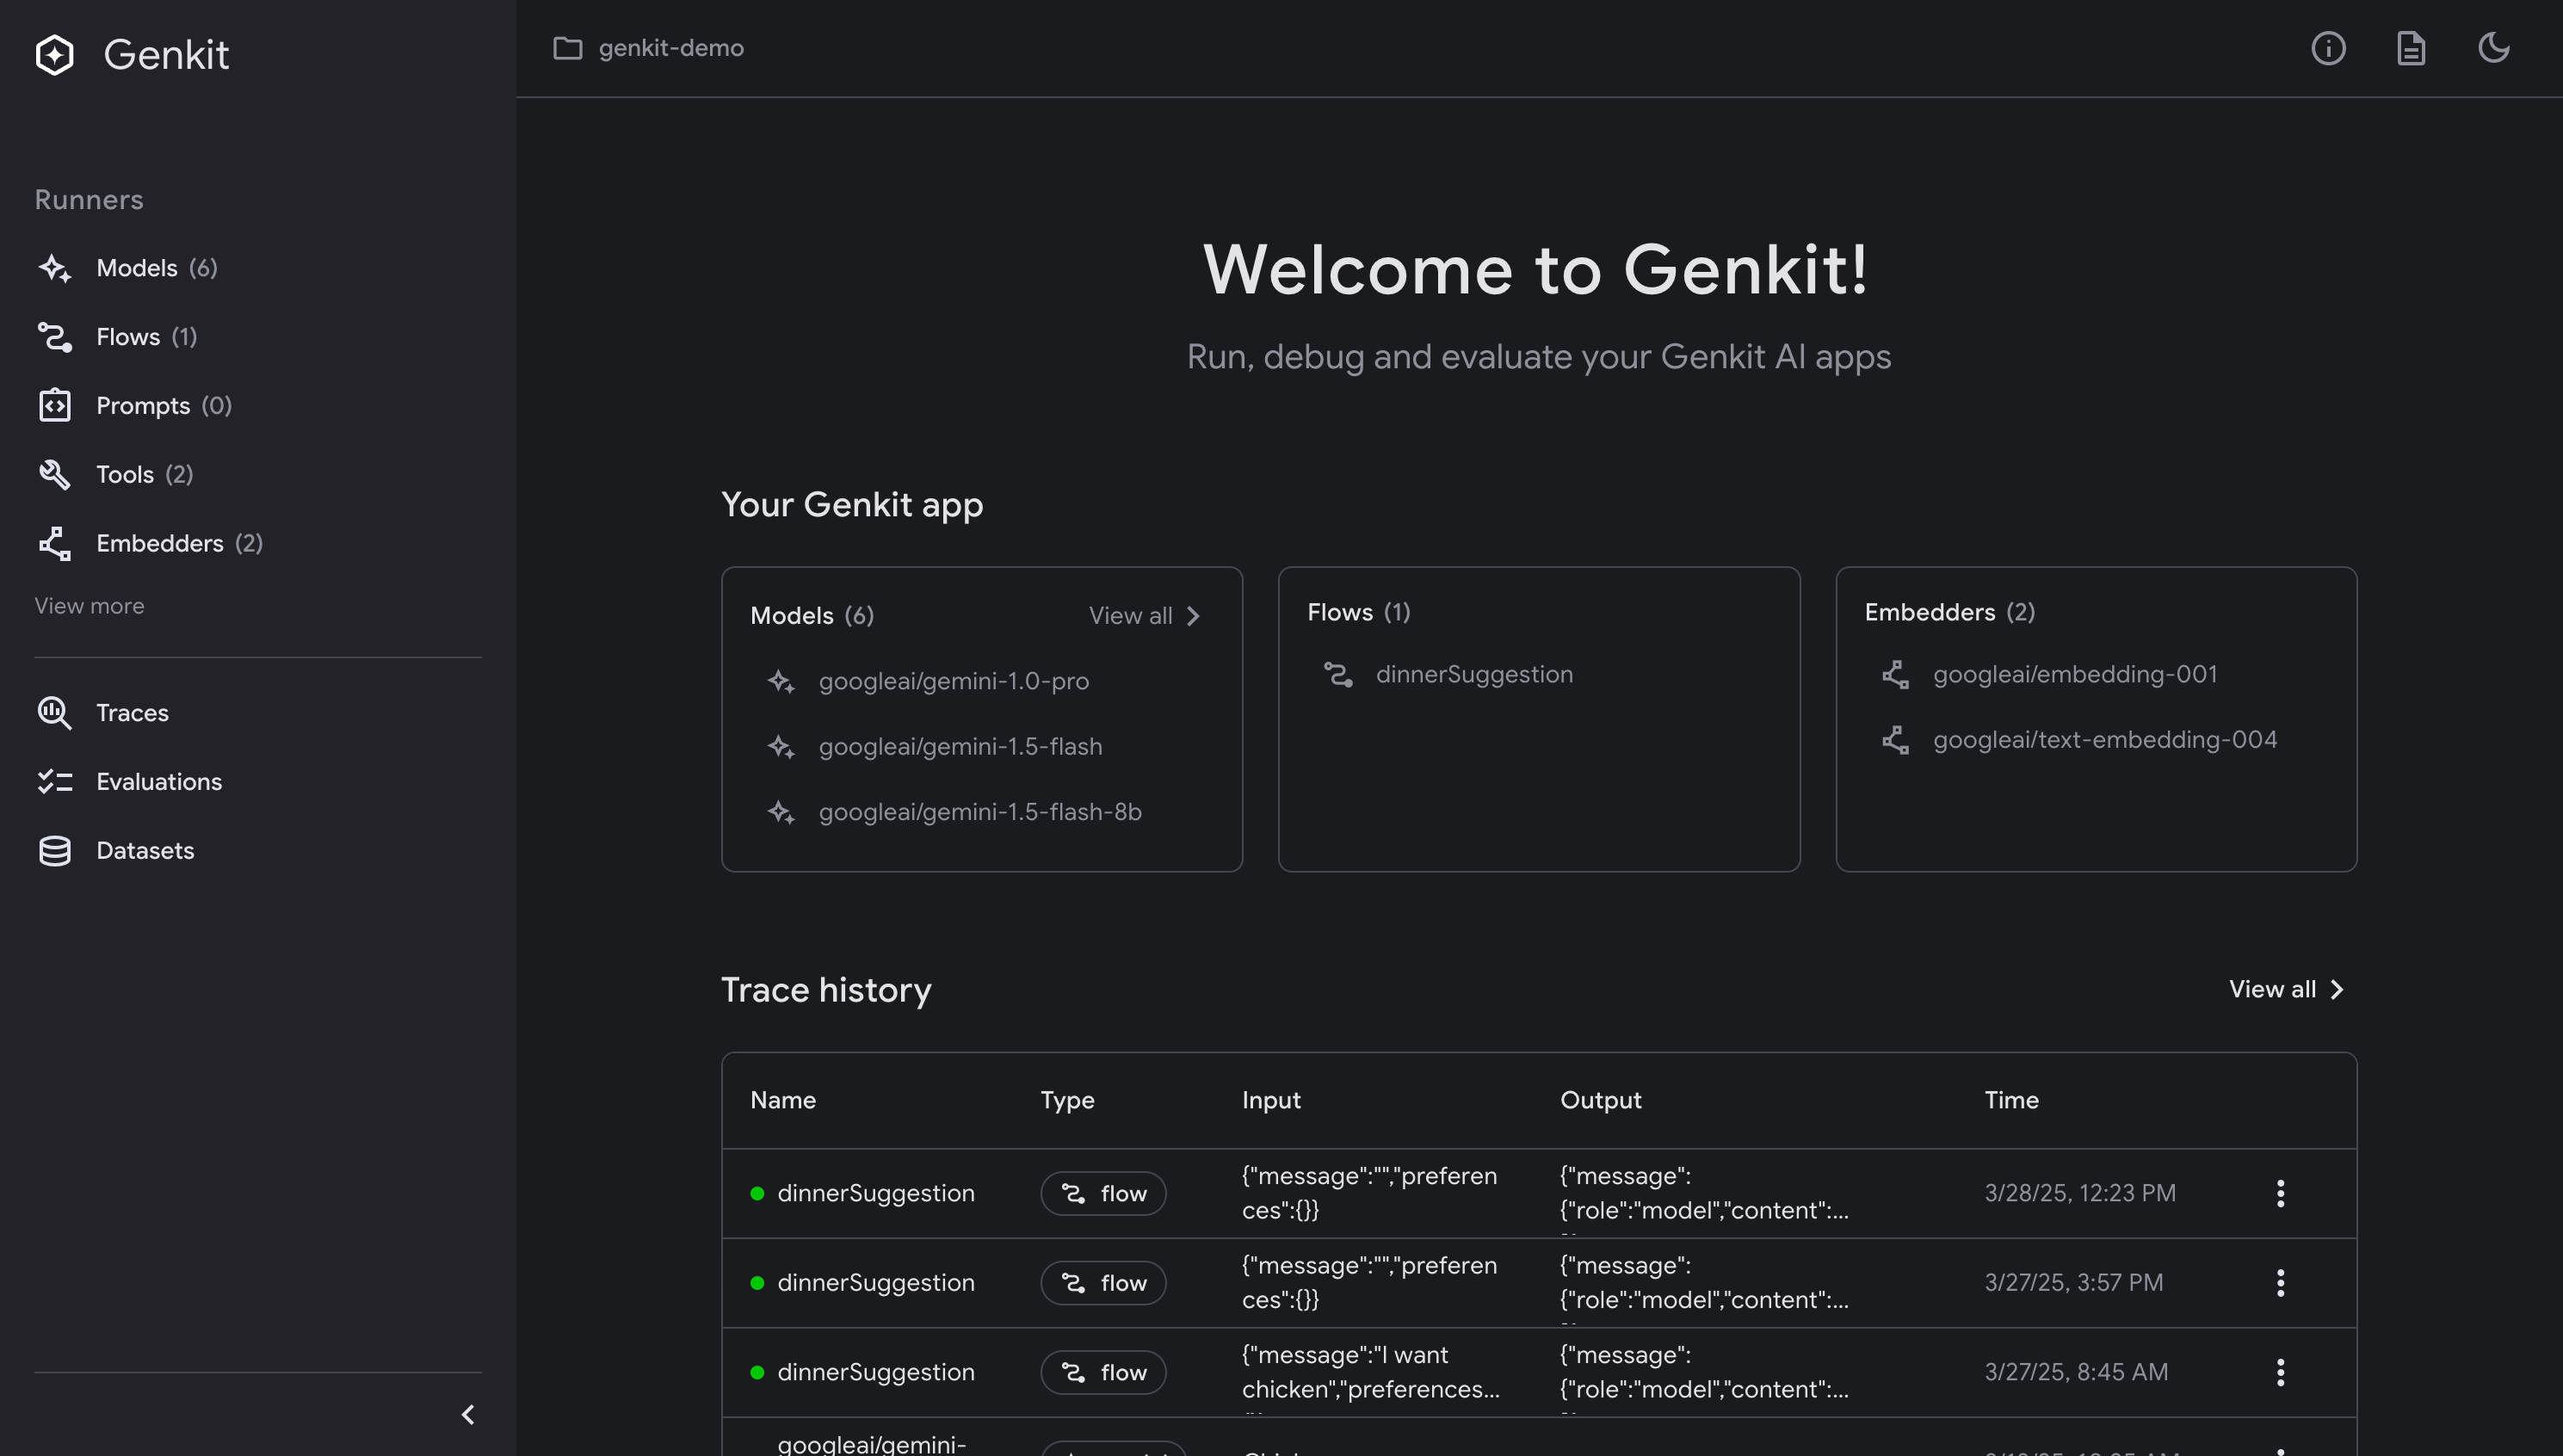 Genkit
genkit-demo
Runners
Models (6)
Flows (1)
Prompts (0)
Tools (2)
Embedders (2)
View more
Traces
Evaluations
Datasets
Welcome to Genkit!
Run, debug and evaluate your Genkit AI apps
Your Genkit app
Models (6) View all
googleai/gemini-1.0-pro
googleai/gemini-1.5-flash
googleai/gemini-1.5-flash-8b
Flows (1)
dinnerSuggestion
Embedders (2)
googleai/embedding-001
googleai/text-embedding-004
Trace history View all
Name Type Input Output Time
dinnerSuggestion flow
{"message":"","preferen
ces":{}}
{"message":
{"role":"model","content":...
3/28/25, 12:23 PM
dinnerSuggestion flow
{"message":"","preferen
ces":{}}
{"message":
{"role":"model","content":...
3/27/25, 3:57 PM
dinnerSuggestion flow
{"message":"I want
chicken","preferences...
{"message":
{"role":"model","content":...
3/27/25, 8:45 AM
googleai/gemini-